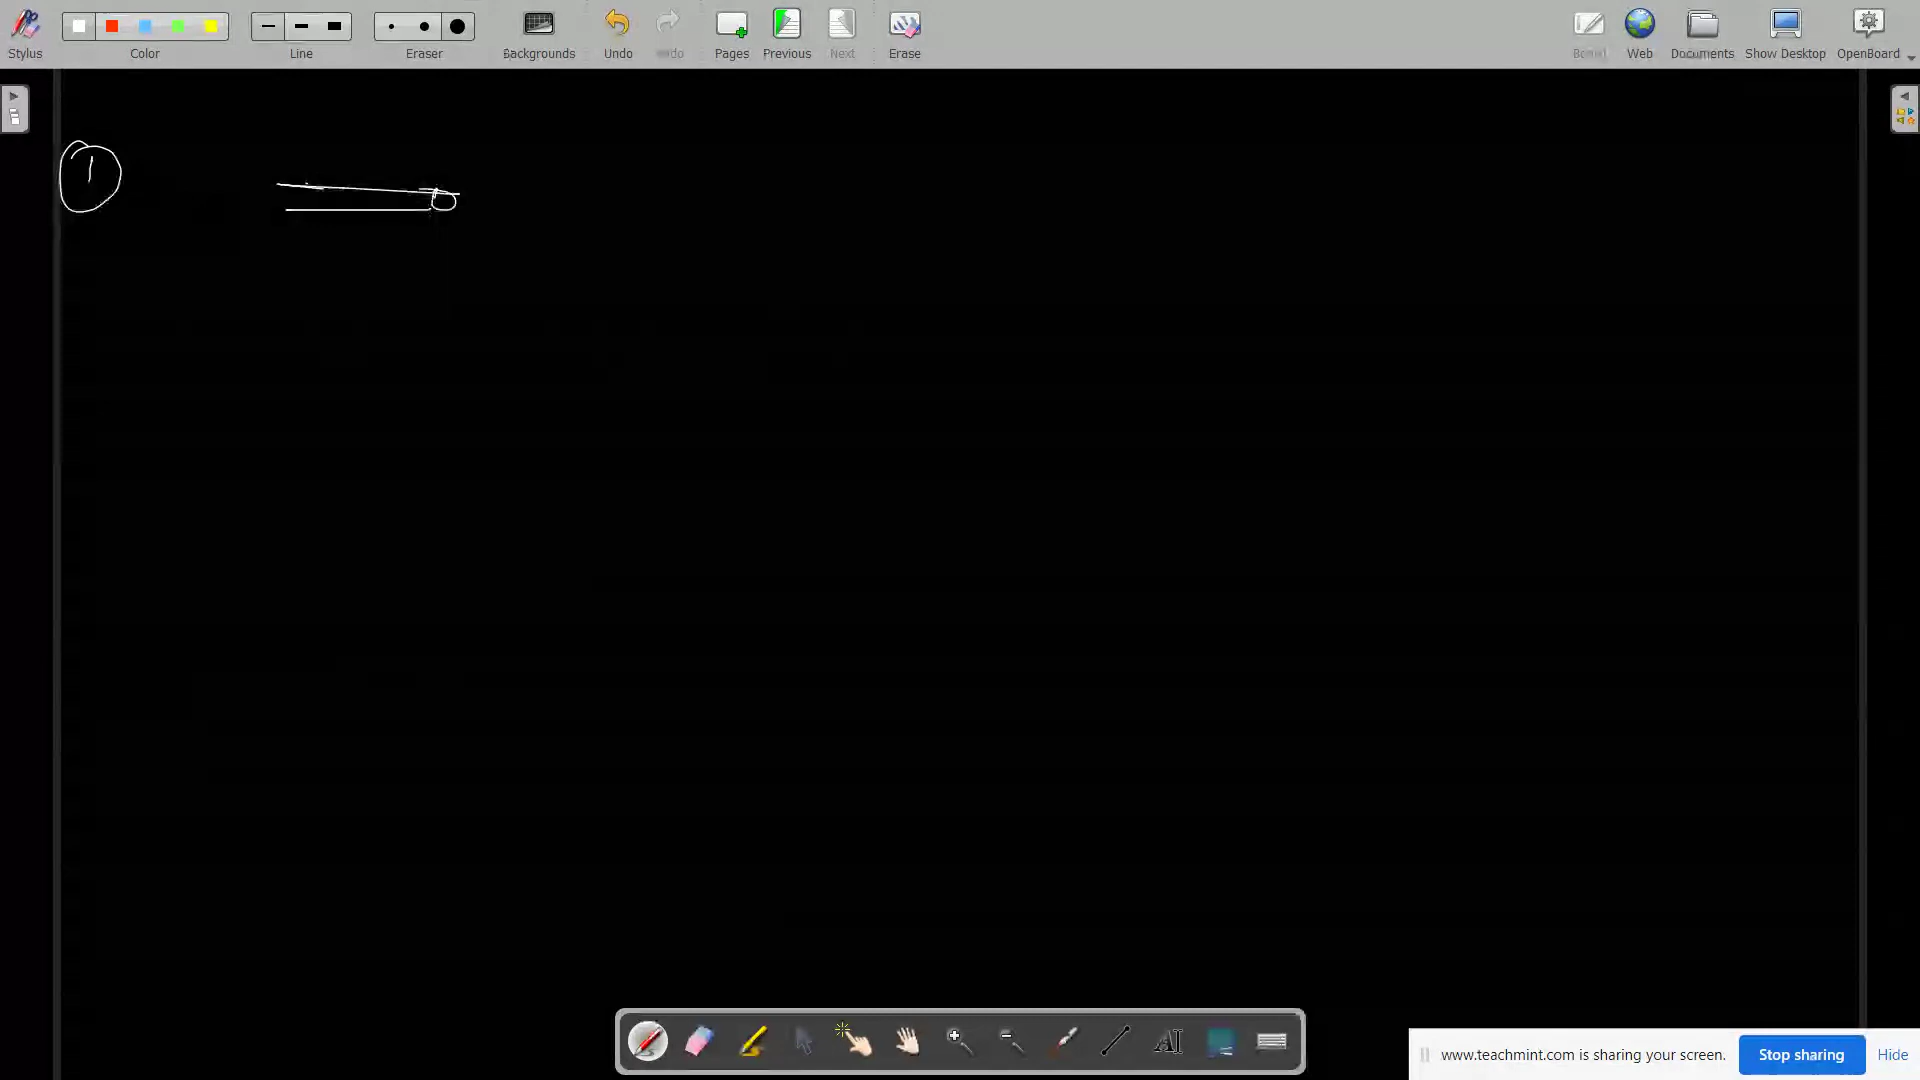 Stylus Color Line Eraser Backgrounds Undo Pages Previous Next Erase Web Documents Show Desktop OpenBoard
1
www.teachmint.com is sharing your screen. Stop sharing Hide